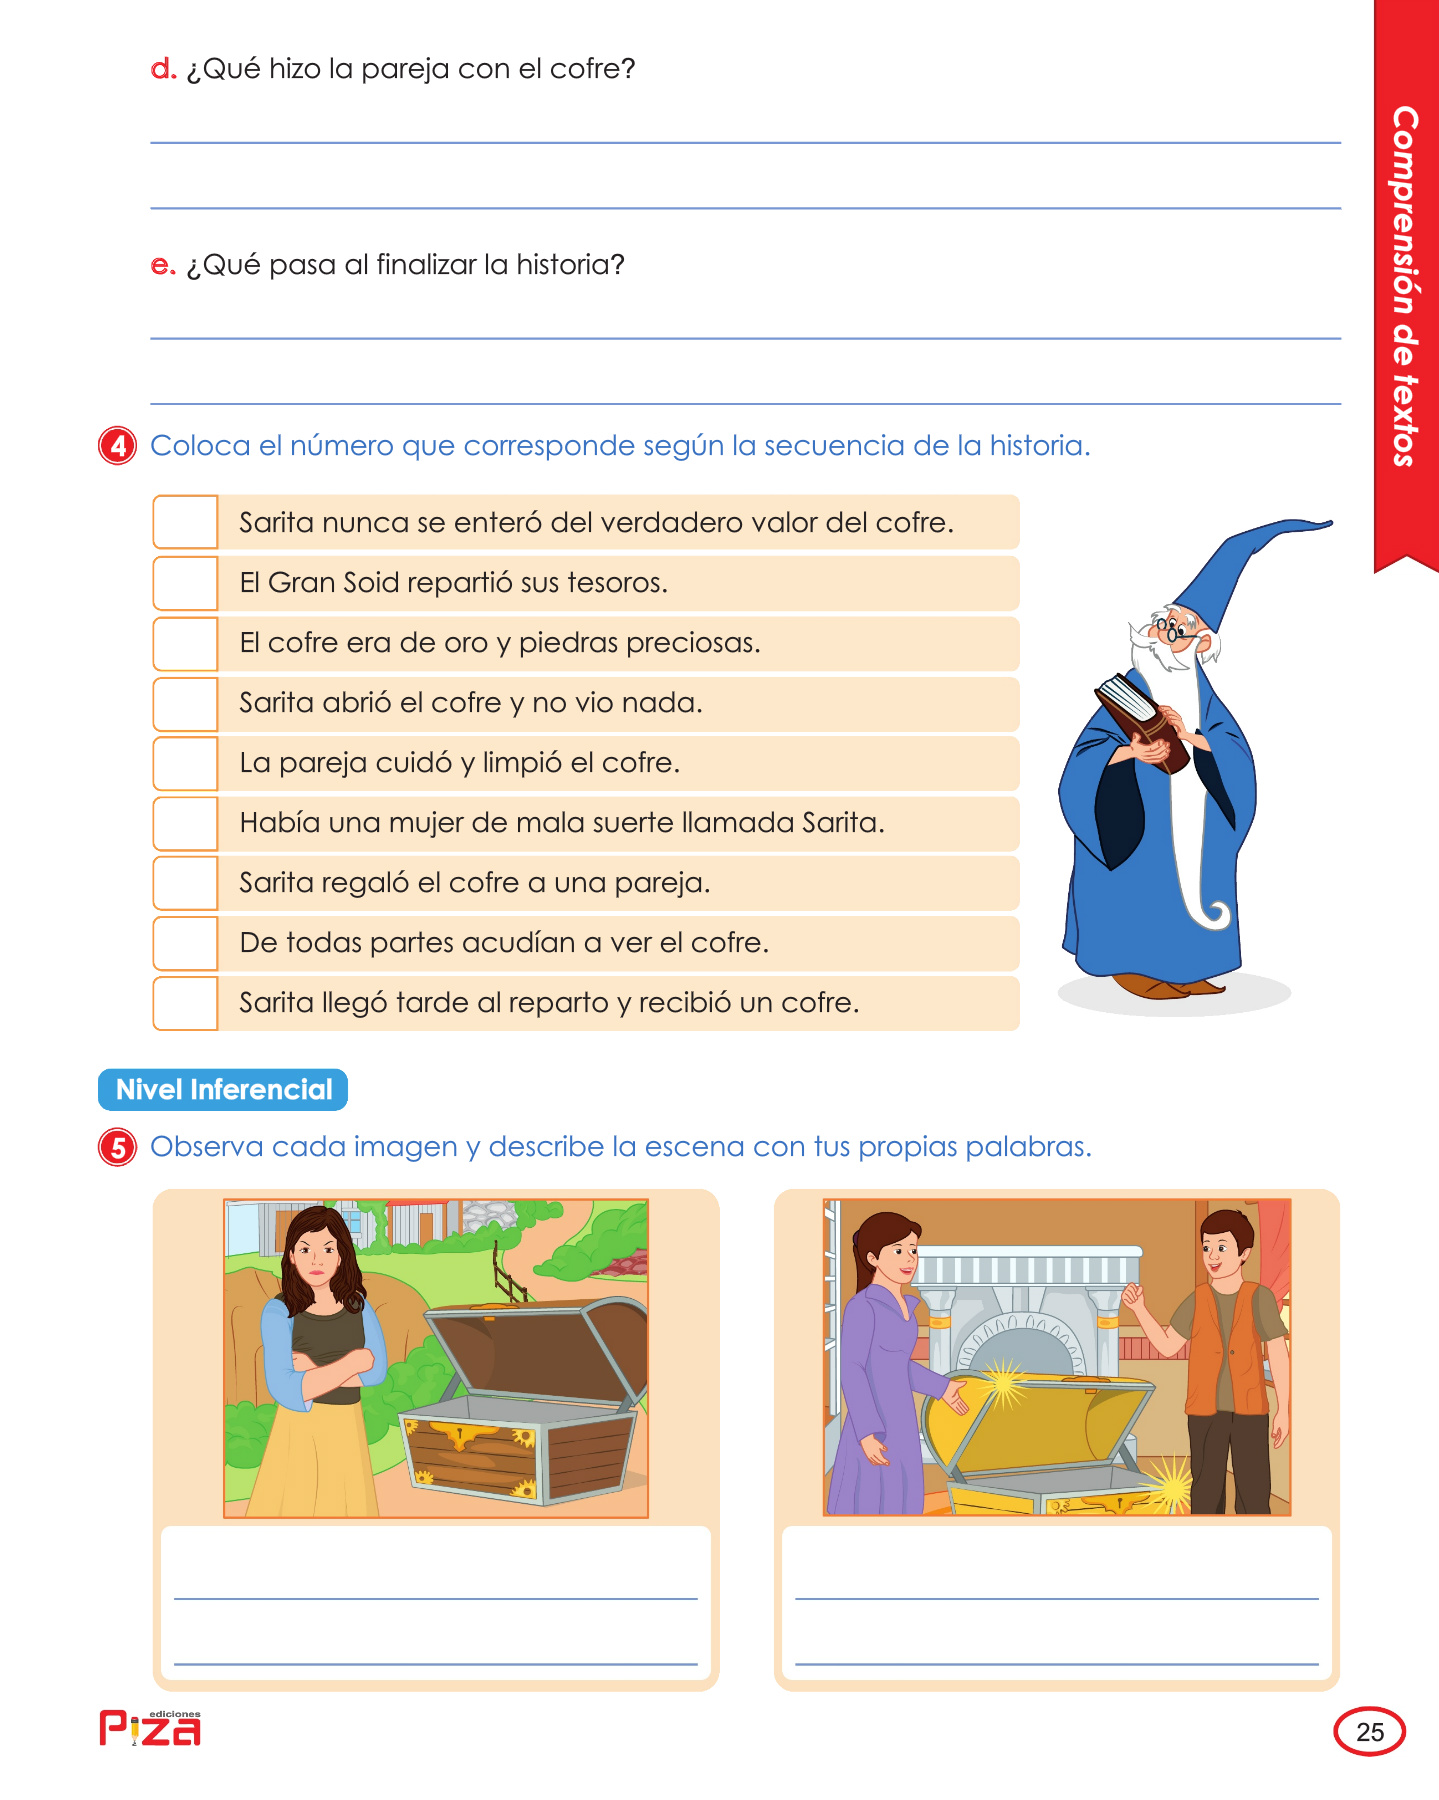 d. ¿Qué hizo la pareja con el cofre?
e. ¿Qué pasa al finalizar la historia?
Comprensión de textos
4 Coloca el número que corresponde según la secuencia de la historia.
Sarita nunca se enteró del verdadero valor del cofre.
El Gran Soid repartió sus tesoros.
El cofre era de oro y piedras preciosas.
Sarita abrió el cofre y no vio nada.
La pareja cuidó y limpió el cofre.
Había una mujer de mala suerte llamada Sarita.
Sarita regaló el cofre a una pareja.
De todas partes acudían a ver el cofre.
Sarita llegó tarde al reparto y recibió un cofre.
Nivel Inferencial
5 Observa cada imagen y describe la escena con tus propias palabras.
ediciones
Piza
25